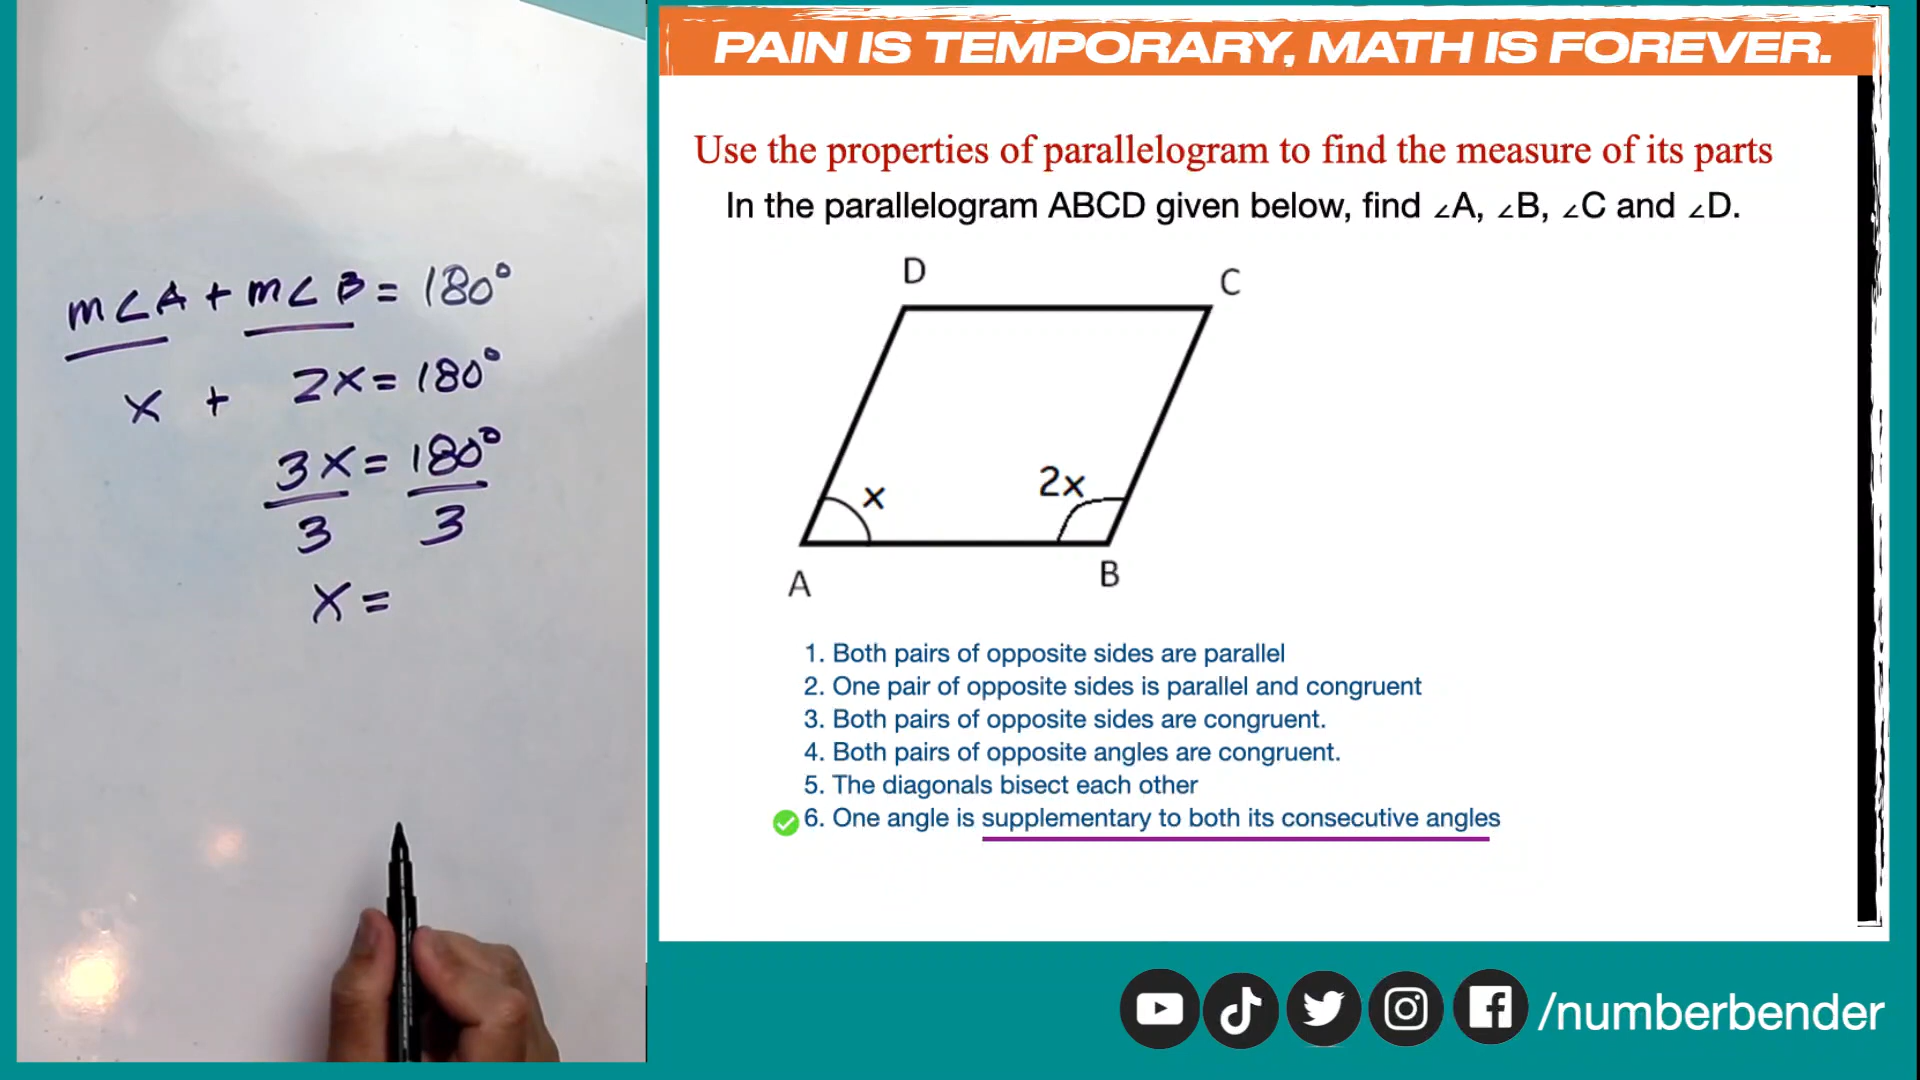 m∠A + m∠B = 180°
x + 2x = 180°
3x = 180°
3 3
x =
PAIN IS TEMPORARY, MATH IS FOREVER.
Use the properties of parallelogram to find the measure of its parts
In the parallelogram ABCD given below, find ∠A, ∠B, ∠C and ∠D.
D C
x 2x
A B
1. Both pairs of opposite sides are parallel
2. One pair of opposite sides is parallel and congruent
3. Both pairs of opposite sides are congruent.
4. Both pairs of opposite angles are congruent.
5. The diagonals bisect each other
6. One angle is supplementary to both its consecutive angles
/numberbender